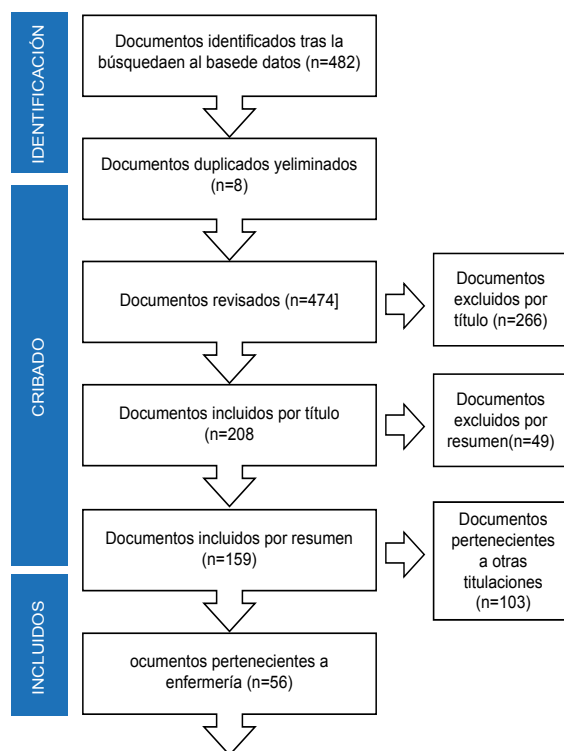 IDENTIFICACIÓN
Documentos identificados tras la
búsquedaen al basede datos (n=482)
Documentos duplicados yeliminados
(n=8)
CRIBADO
Documentos revisados (n=474]
Documentos
excluidos por
título (n=266)
Documentos incluidos por título
(n=208
Documentos
excluidos por
resumen(n=49)
Documentos incluidos por resumen
(n=159)
Documentos
pertenecientes
a otras
titulaciones
(n=103)
INCLUIDOS
ocumentos pertenecientes a
enfermería (n=56)